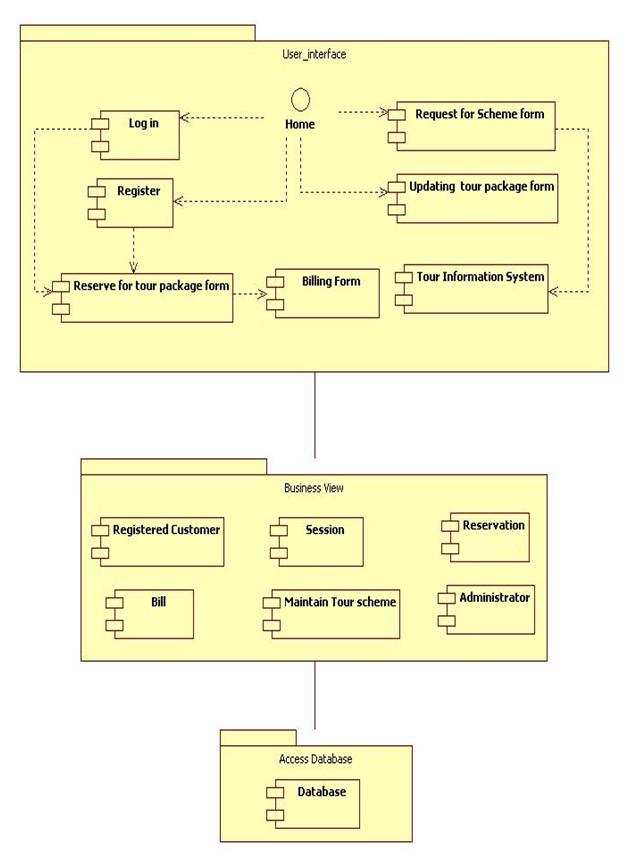 User_interface
Log in
Home
Request for Scheme form
Register
Updating tour package form
Reserve for tour package form
Billing Form
Tour Information System
Business View
Registered Customer
Session
Reservation
Bill
Maintain Tour scheme
Administrator
Access Database
Database